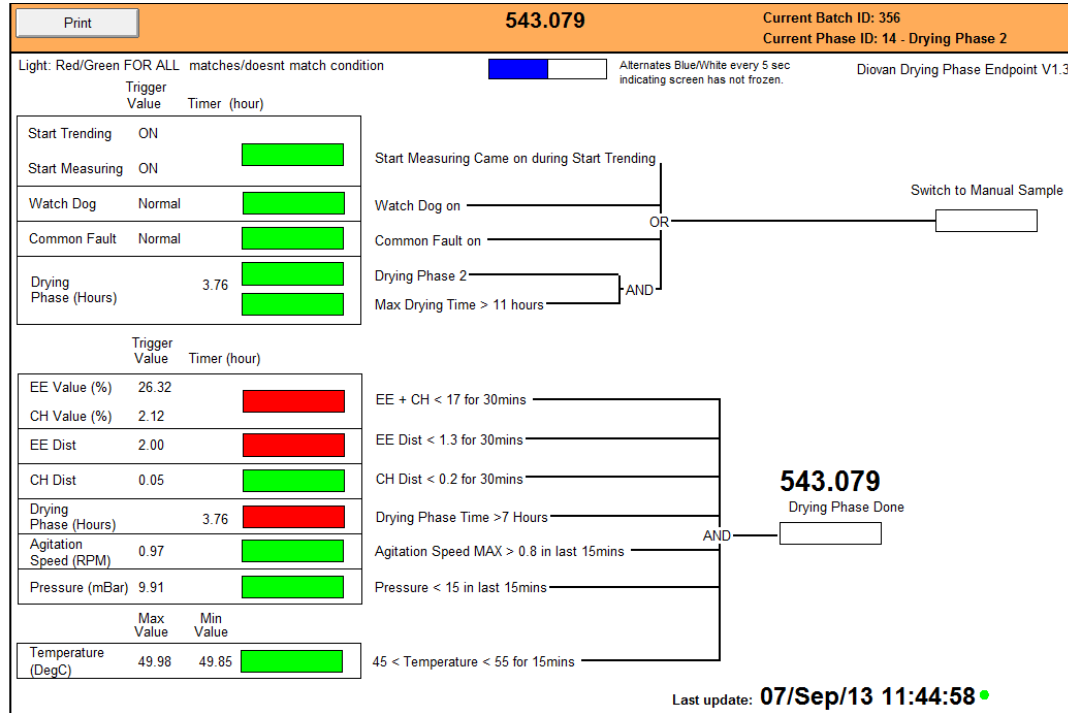 Print
543.079
Current Batch ID: 356
Current Phase ID: 14 - Drying Phase 2
Light: Red/Green FOR ALL matches/doesnt match condition
Alternates Blue/White every 5 sec
indicating screen has not frozen.
Diovan Drying Phase Endpoint V1.3
Trigger
Value Timer (hour)
Start Trending ON
Start Measuring ON
Start Measuring Came on during Start Trending
Watch Dog Normal
Watch Dog on
Common Fault Normal
Common Fault on
Drying
Phase (Hours) 3.76
Drying Phase 2
Max Drying Time > 11 hours
AND
OR
Switch to Manual Sample
Trigger
Value Timer (hour)
EE Value (%) 26.32
CH Value (%) 2.12
EE + CH < 17 for 30mins
EE Dist 2.00
EE Dist < 1.3 for 30mins
CH Dist 0.05
CH Dist < 0.2 for 30mins
Drying
Phase (Hours) 3.76
Drying Phase Time >7 Hours
Agitation
Speed (RPM) 0.97
Agitation Speed MAX > 0.8 in last 15mins
Pressure (mBar) 9.91
Pressure < 15 in last 15mins
Max
Value
Min
Value
Temperature
(DegC) 49.98 49.85
45 < Temperature < 55 for 15mins
AND
543.079
Drying Phase Done
Last update: 07/Sep/13 11:44:58